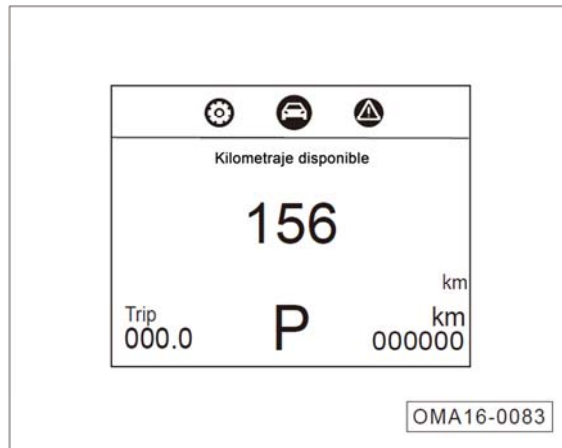 Kilometraje disponible
156
km
Trip
000.0
P
km
000000
OMA16-0083